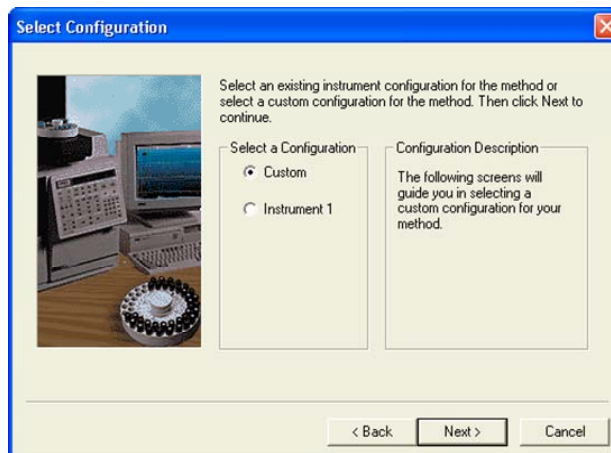 Select Configuration
Select an existing instrument configuration for the method or
select a custom configuration for the method. Then click Next to
continue.
Select a Configuration
Custom
Instrument 1
Configuration Description
The following screens will
guide you in selecting a
custom configuration for your
method.
< Back
Next >
Cancel